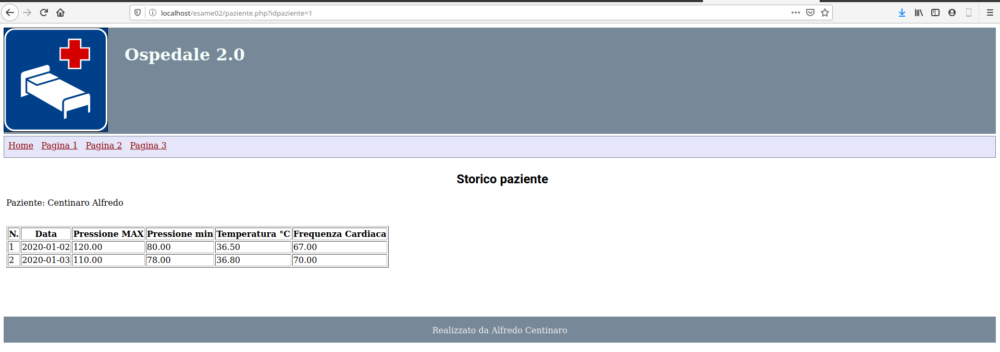 localhost/esame02/paziente.php?idpaziente=1
Ospedale 2.0
Home Pagina 1 Pagina 2 Pagina 3
Storico paziente
Paziente: Centinaro Alfredo
N. Data Pressione MAX Pressione min Temperatura °C Frequenza Cardiaca
1 2020-01-02 120.00 80.00 36.50 67.00
2 2020-01-03 110.00 78.00 36.80 70.00
Realizzato da Alfredo Centinaro